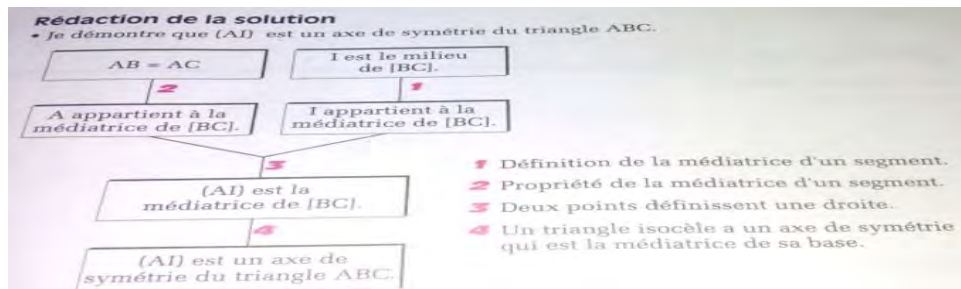 Rédaction de la solution
• Je démontre que (AI) est un axe de symétrie du triangle ABC.
AB = AC
I est le milieu
de [BC].
2
1
A appartient à la
médiatrice de [BC].
I appartient à la
médiatrice de [BC].
3
(AI) est la
médiatrice de [BC].
4
(AI) est un axe de
symétrie du triangle ABC.
1 Définition de la médiatrice d'un segment.
2 Propriété de la médiatrice d'un segment.
3 Deux points définissent une droite.
4 Un triangle isocèle a un axe de symétrie
qui est la médiatrice de sa base.